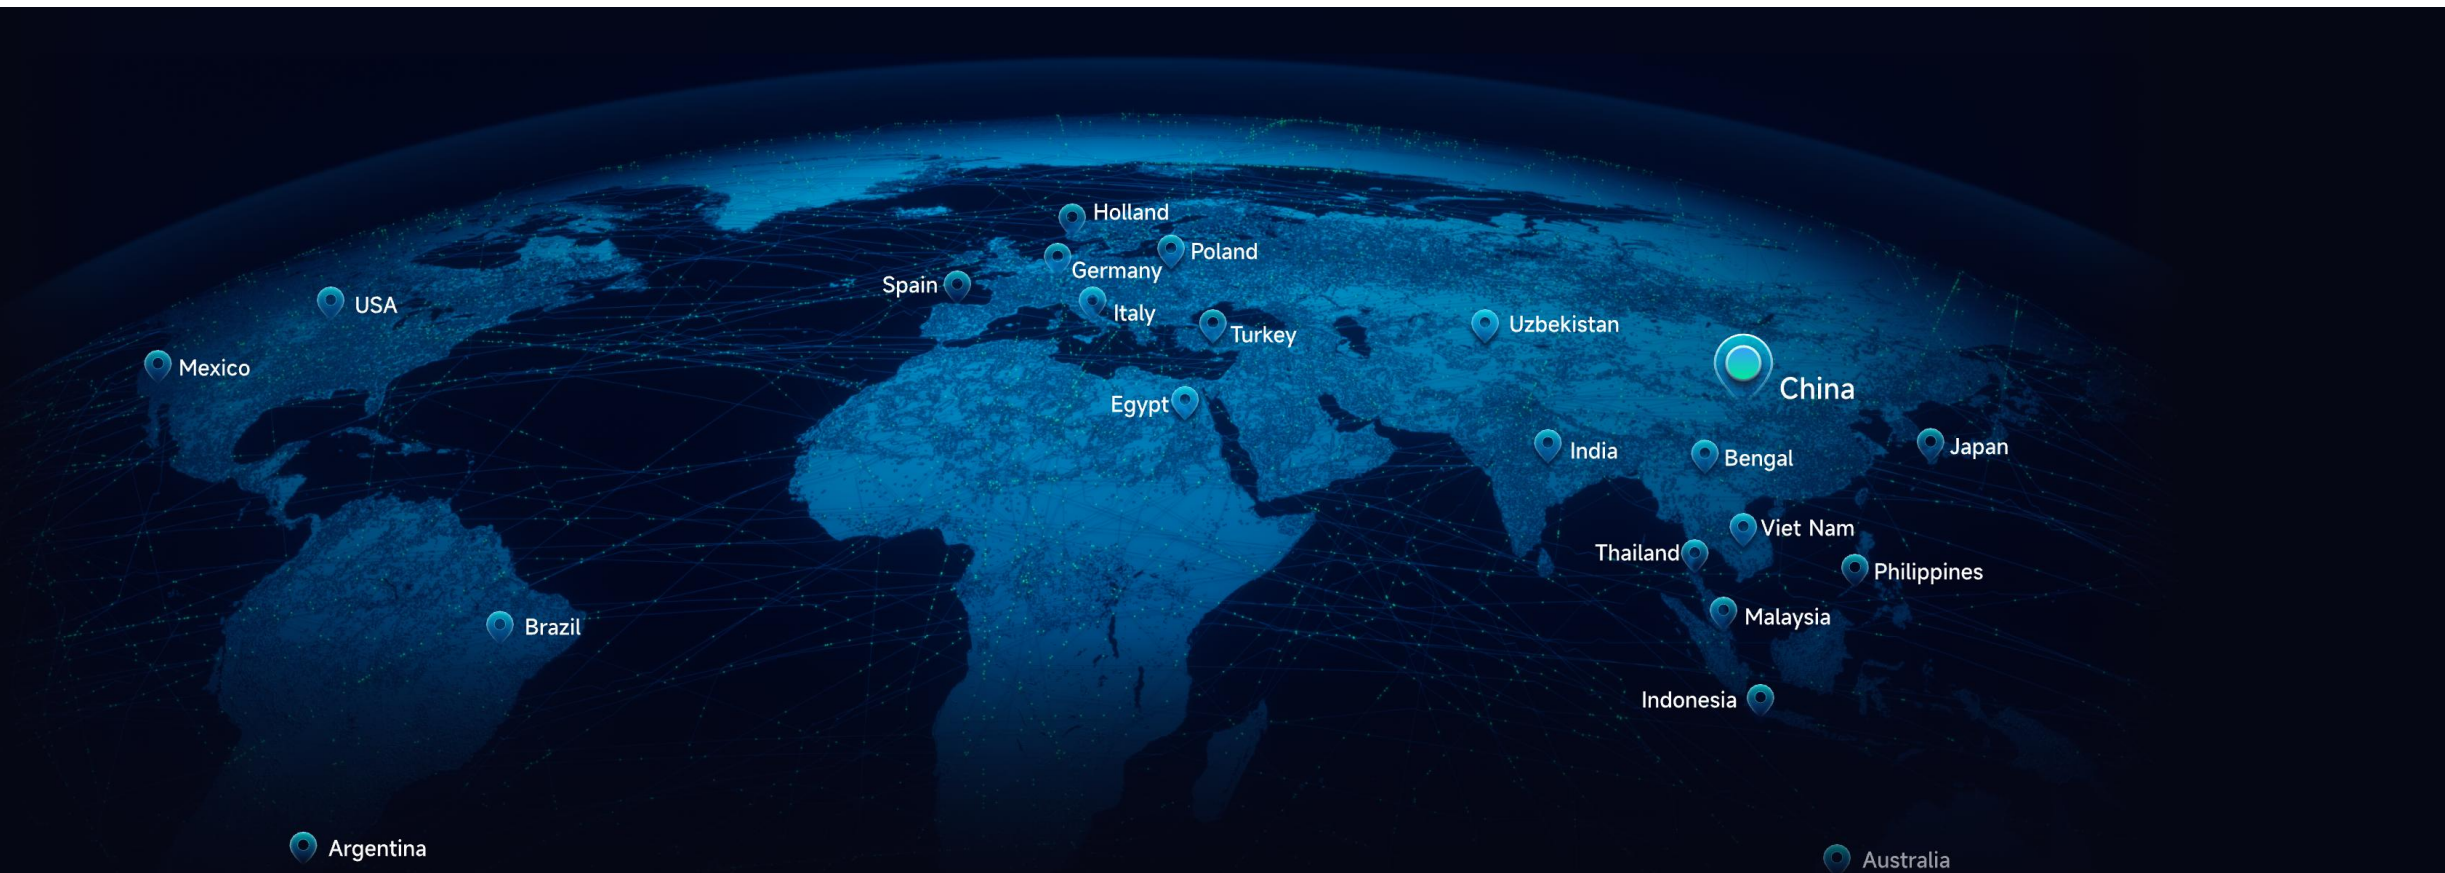 Holland
Poland
Germany
Spain
USA
Italy
Uzbekistan
Turkey
Mexico
China
Egypt
Japan
India
Bengal
Viet Nam
Thailand
Philippines
Malaysia
Brazil
Indonesia
Argentina
Australia